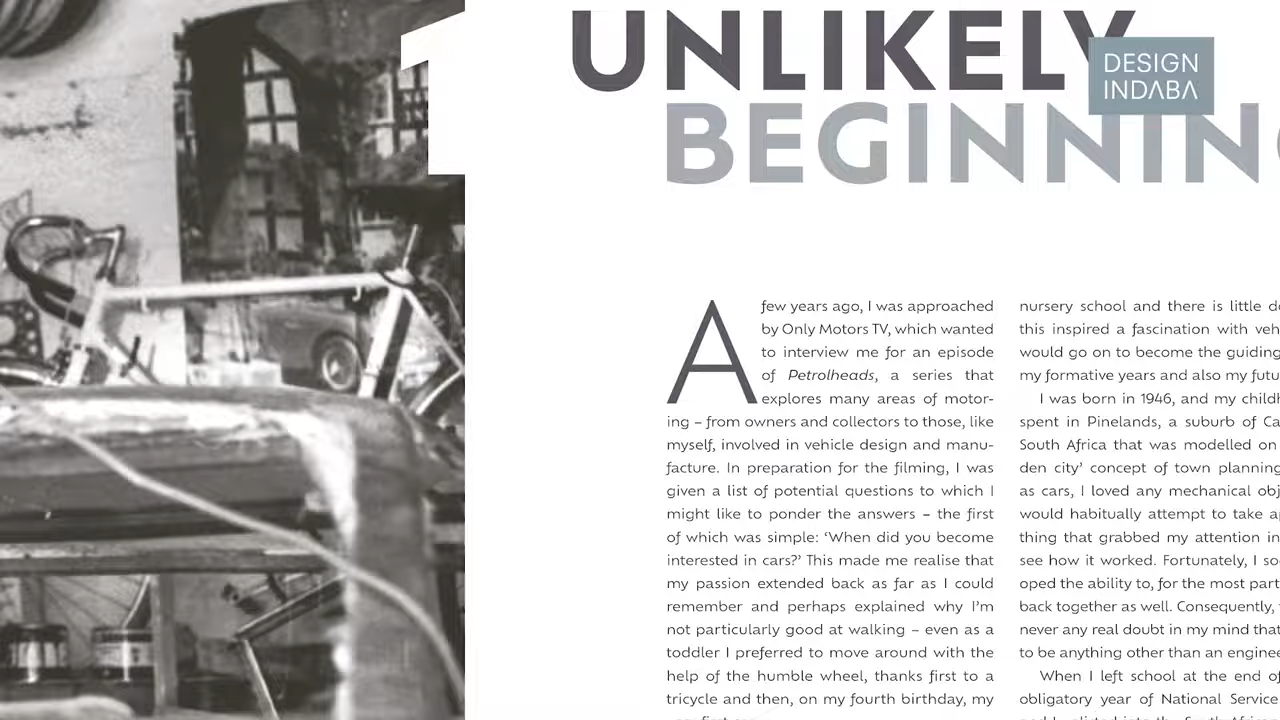 1
UNLIKELY
DESIGN
INDABA
BEGINNIN
A few years ago, I was approached
by Only Motors TV, which wanted
to interview me for an episode
of Petrolheads, a series that
explores many areas of motor-
ing – from owners and collectors to those, like
myself, involved in vehicle design and manu-
facture. In preparation for the filming, I was
given a list of potential questions to which I
might like to ponder the answers – the first
of which was simple: ‘When did you become
interested in cars?’ This made me realise that
my passion extended back as far as I could
remember and perhaps explained why I’m
not particularly good at walking – even as a
toddler I preferred to move around with the
help of the humble wheel, thanks first to a
tricycle and then, on my fourth birthday, my
nursery school and there is little
this inspired a fascination with
would go on to become the guiding
my formative years and also my
I was born in 1946, and my
spent in Pinelands, a suburb of
South Africa that was modelled on
den city’ concept of town planning
as cars, I loved any mechanical
would habitually attempt to take
thing that grabbed my attention
see how it worked. Fortunately, I
oped the ability to, for the most part
back together as well. Consequently,
never any real doubt in my mind that
to be anything other than an
When I left school at the end of
obligatory year of National Service